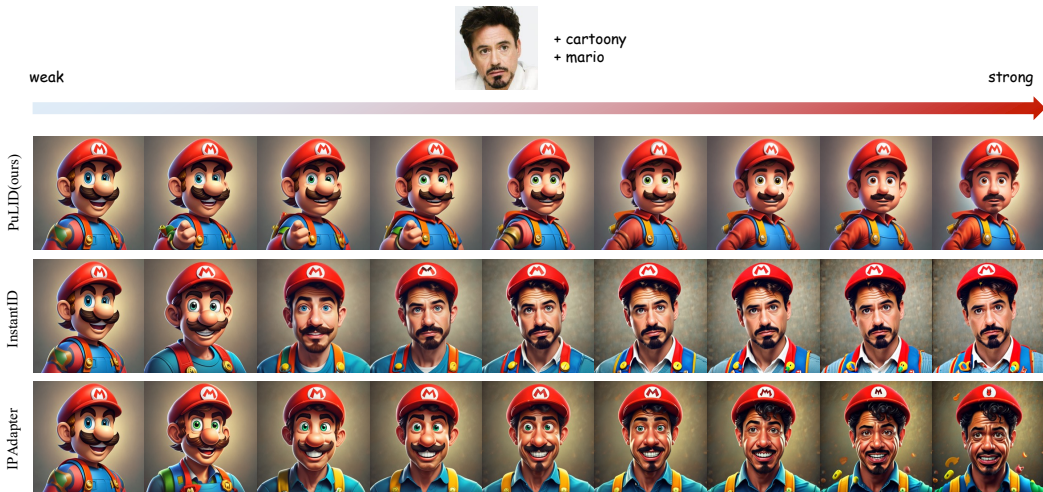 + cartoony
+ mario
weak
strong
PuLID(ours)
InstantID
IPAdapter